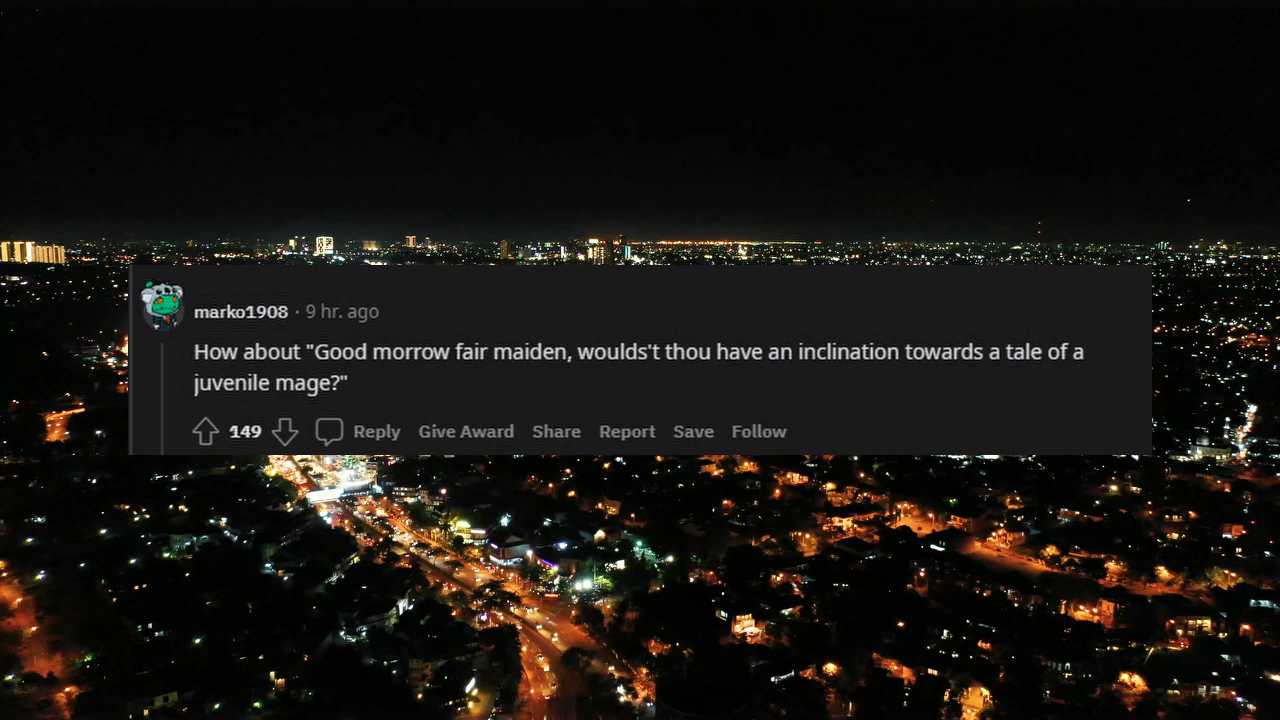 marko1908 · 9 hr. ago
How about "Good morrow fair maiden, woulds't thou have an inclination towards a tale of a
juvenile mage?"
149 Reply Give Award Share Report Save Follow